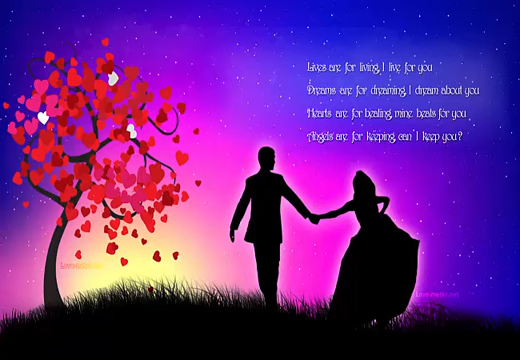 Lives are for living, I live for you
Dreams are for dreaming, I dream about you
Hearts are for beating, mine beats for you
Angels are for keeping, can't I keep you?